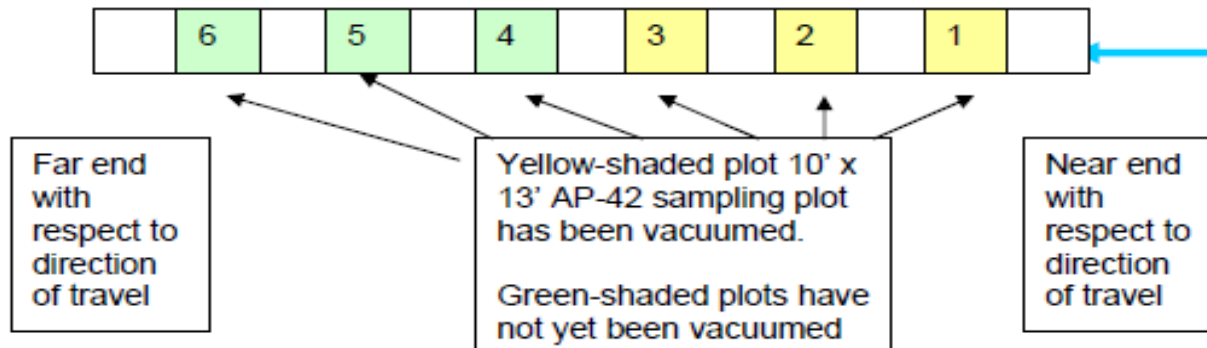 6 5 4 3 2 1
Far end
with
respect to
direction
of travel
Yellow-shaded plot 10' x
13' AP-42 sampling plot
has been vacuumed.
Green-shaded plots have
not yet been vacuumed
Near end
with
respect to
direction
of travel